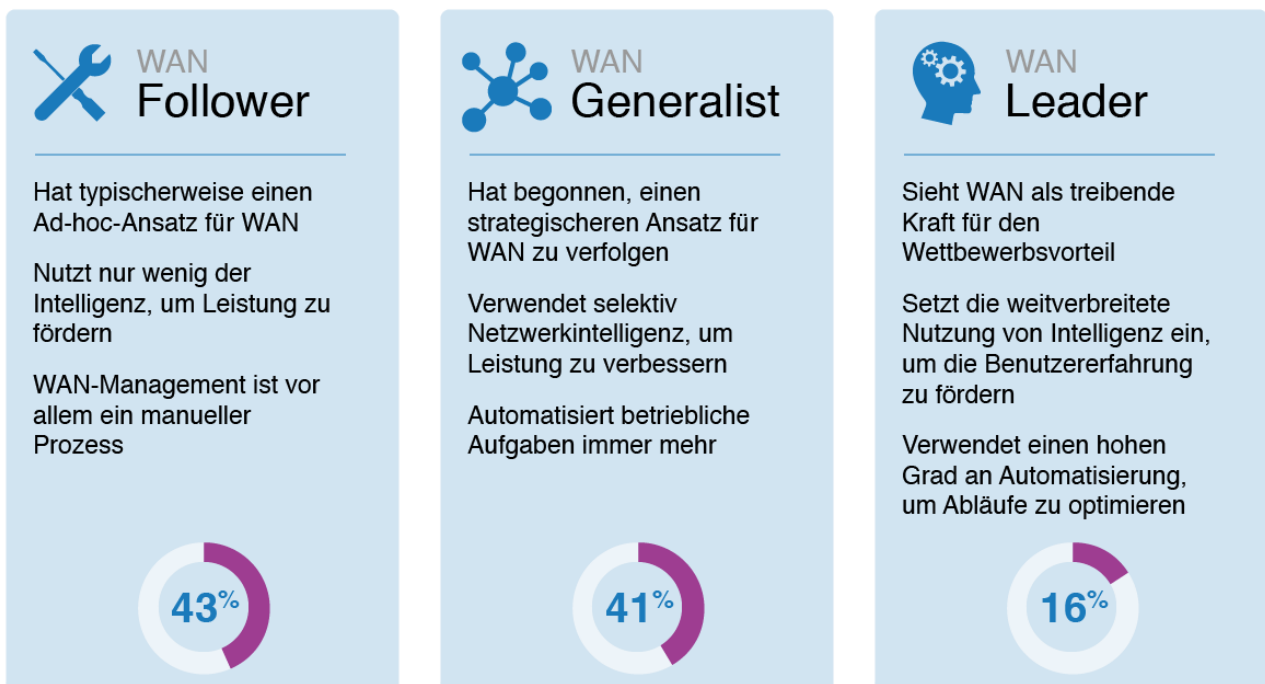 WAN
Follower
Hat typischerweise einen
Ad-hoc-Ansatz für WAN
Nutzt nur wenig der
Intelligenz, um Leistung zu
fördern
WAN-Management ist vor
allem ein manueller
Prozess
43%
WAN
Generalist
Hat begonnen, einen
strategischeren Ansatz für
WAN zu verfolgen
Verwendet selektiv
Netzwerkintelligenz, um
Leistung zu verbessern
Automatisiert betriebliche
Aufgaben immer mehr
41%
WAN
Leader
Sieht WAN als treibende
Kraft für den
Wettbewerbsvorteil
Setzt die weitverbreitete
Nutzung von Intelligenz ein,
um die Benutzererfahrung
zu fördern
Verwendet einen hohen
Grad an Automatisierung,
um Abläufe zu optimieren
16%